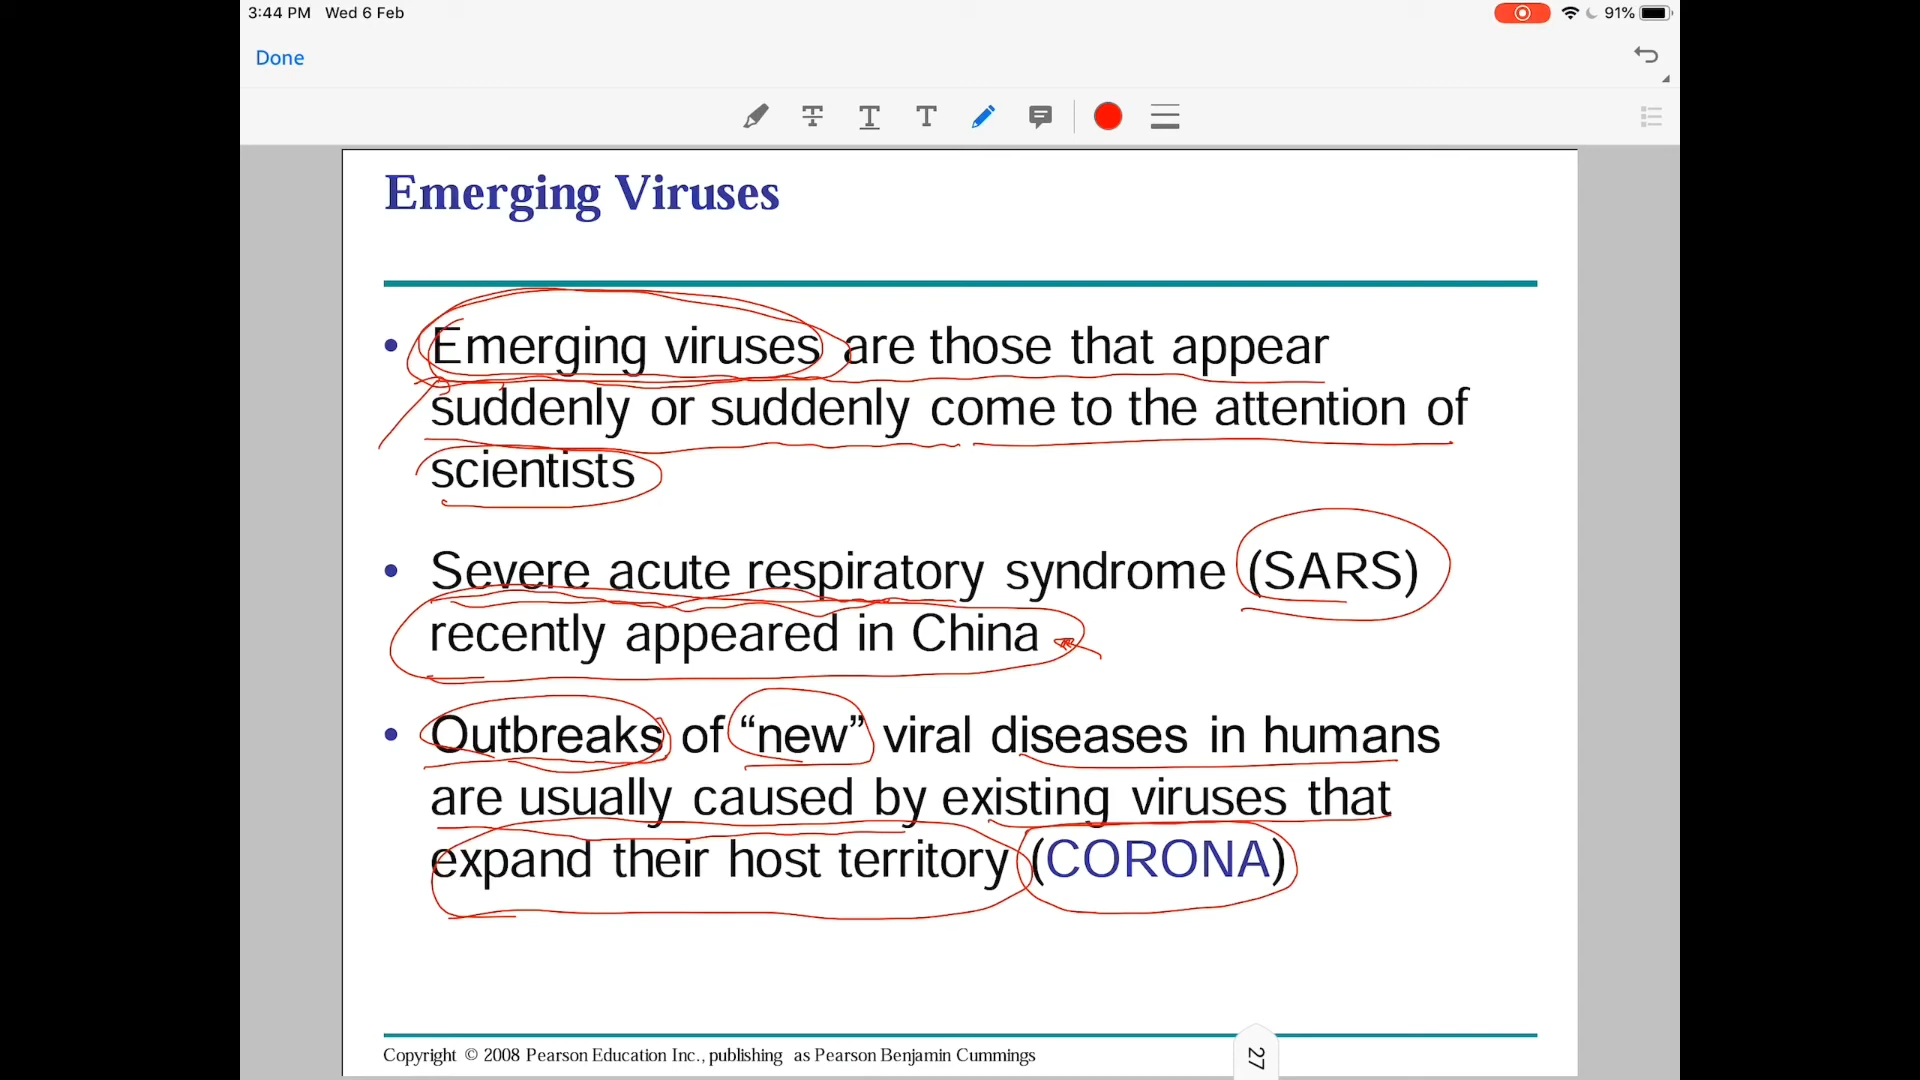 3:44 PM Wed 6 Feb 91%
Done
Emerging Viruses
• Emerging viruses are those that appear
suddenly or suddenly come to the attention of
scientists
• Severe acute respiratory syndrome (SARS)
recently appeared in China
• Outbreaks of “new” viral diseases in humans
are usually caused by existing viruses that
expand their host territory (CORONA)
Copyright © 2008 Pearson Education Inc., publishing as Pearson Benjamin Cummings
27